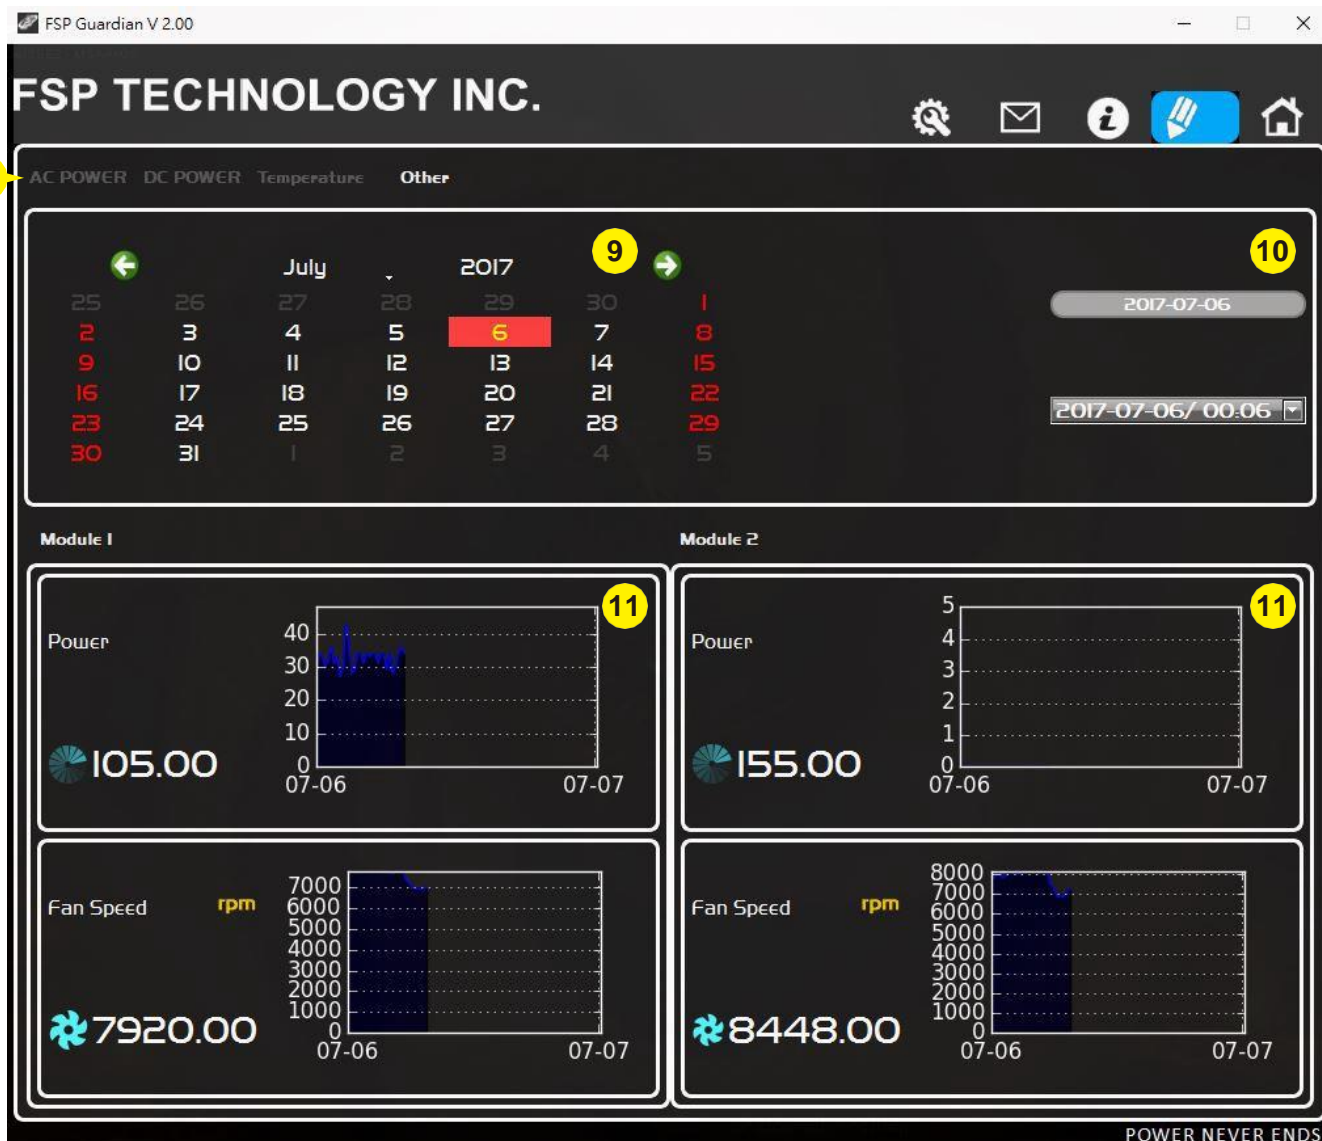 FSP Guardian V 2.00
FSP TECHNOLOGY INC.
AC POWER DC POWER Temperature Other
9
10
July 2017
25 26 27 28 29 30 1
2 3 4 5 6 7 8
9 10 11 12 13 14 15
16 17 18 19 20 21 22
23 24 25 26 27 28 29
30 31 1 2 3 4 5
2017-07-06
2017-07-06/ 00:06
Module 1
Power
11
40
30
20
10
0
07-06 07-07
105.00
Fan Speed rpm
7000
6000
5000
4000
3000
2000
1000
0
07-06 07-07
7920.00
Module 2
Power
11
5
4
3
2
1
0
07-06 07-07
155.00
Fan Speed rpm
8000
7000
6000
5000
4000
3000
2000
1000
0
07-06 07-07
8448.00
POWER NEVER ENDS